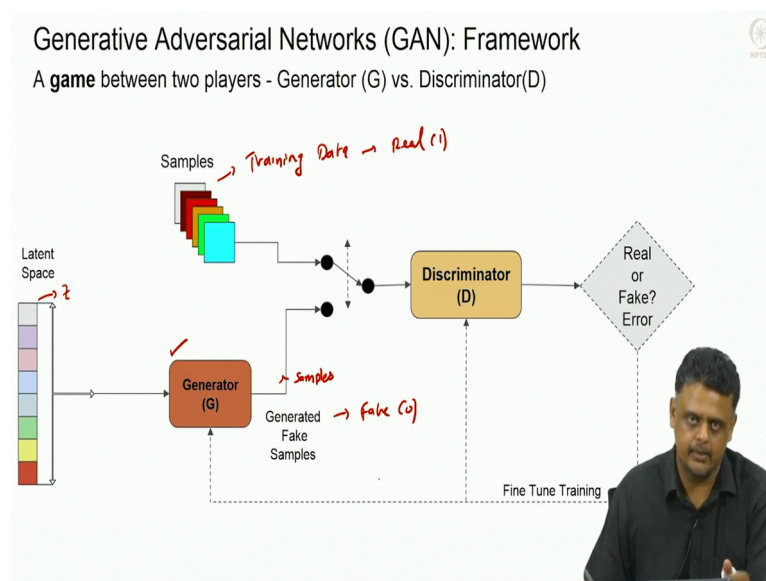 Generative Adversarial Networks (GAN): Framework
A game between two players - Generator (G) vs. Discriminator(D)
Samples
→ Training Data → Real (1)
Latent
Space
→ z
Discriminator
(D)
Real
or
Fake?
Error
Generator
(G)
samples
Generated
Fake
Samples
→ Fake (0)
Fine Tune Training